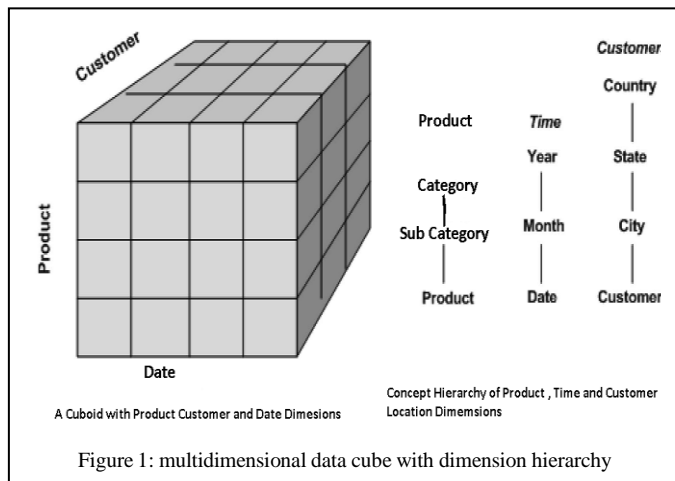 Customer
Product
Date
A Cuboid with Product Customer and Date Dimesions
Product
Category
Sub Category
Product
Time
Year
Month
Date
Customer
Country
State
City
Customer
Concept Hierarchy of Product , Time and Customer
Location Dimemsions
Figure 1: multidimensional data cube with dimension hierarchy